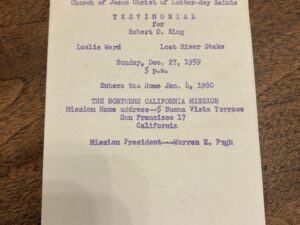 Church of Jesus Christ of Latter-day Saints
TESTIMONIAL
for
Robert D. King
Leslie Ward Lost River Stake
Sunday, Dec. 27, 1959
5 p.m.
Enters the Home Jan. 4, 1960
THE NORTHERN CALIFORNIA MISSION
Mission Home address--5 Buena Vista Terrace
San Francisco 17
California
Mission President---Warren E. Pugh